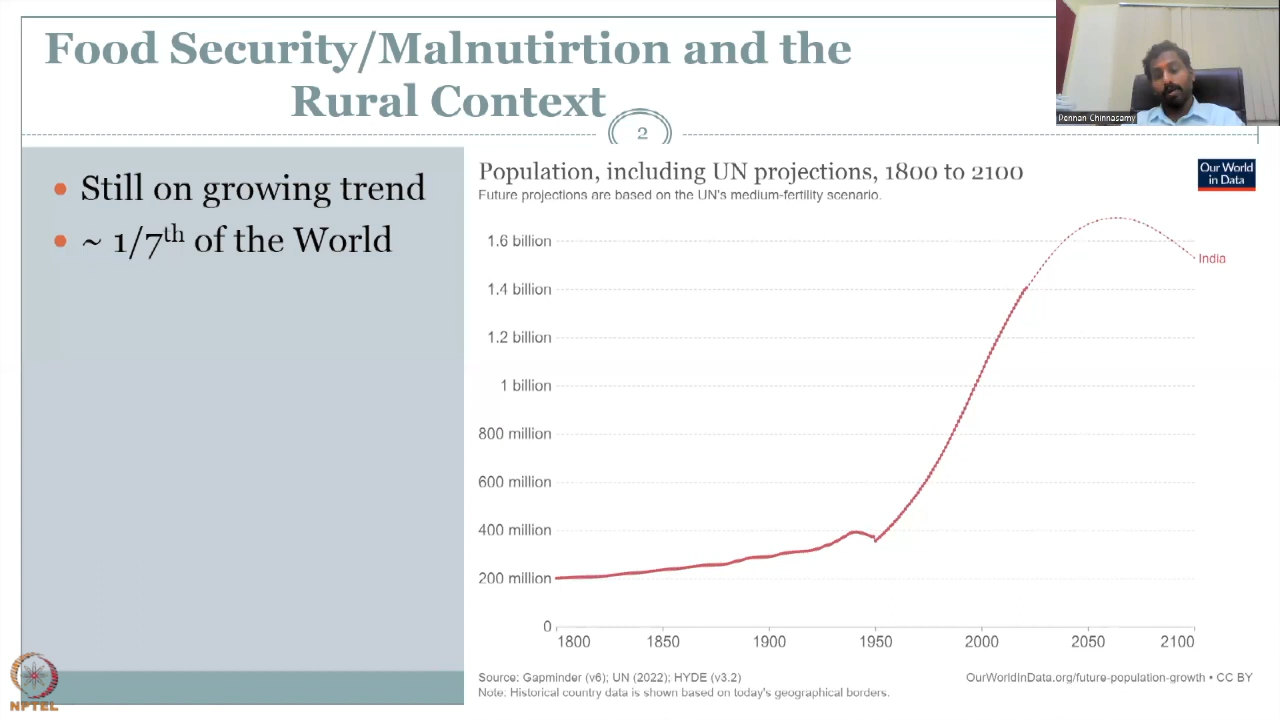 Food Security/Malnutirtion and the
Rural Context
2
Pennan Chinnasamy
• Still on growing trend
• ~ 1/7th of the World
Population, including UN projections, 1800 to 2100
Future projections are based on the UN's medium-fertility scenario.
Our World
in Data
1.6 billion
1.4 billion
1.2 billion
1 billion
800 million
600 million
400 million
200 million
0
India
1800 1850 1900 1950 2000 2050 2100
Source: Gapminder (v6); UN (2022); HYDE (v3.2)
OurWorldInData.org/future-population-growth • CC BY
Note: Historical country data is shown based on today's geographical borders.
NPTEL